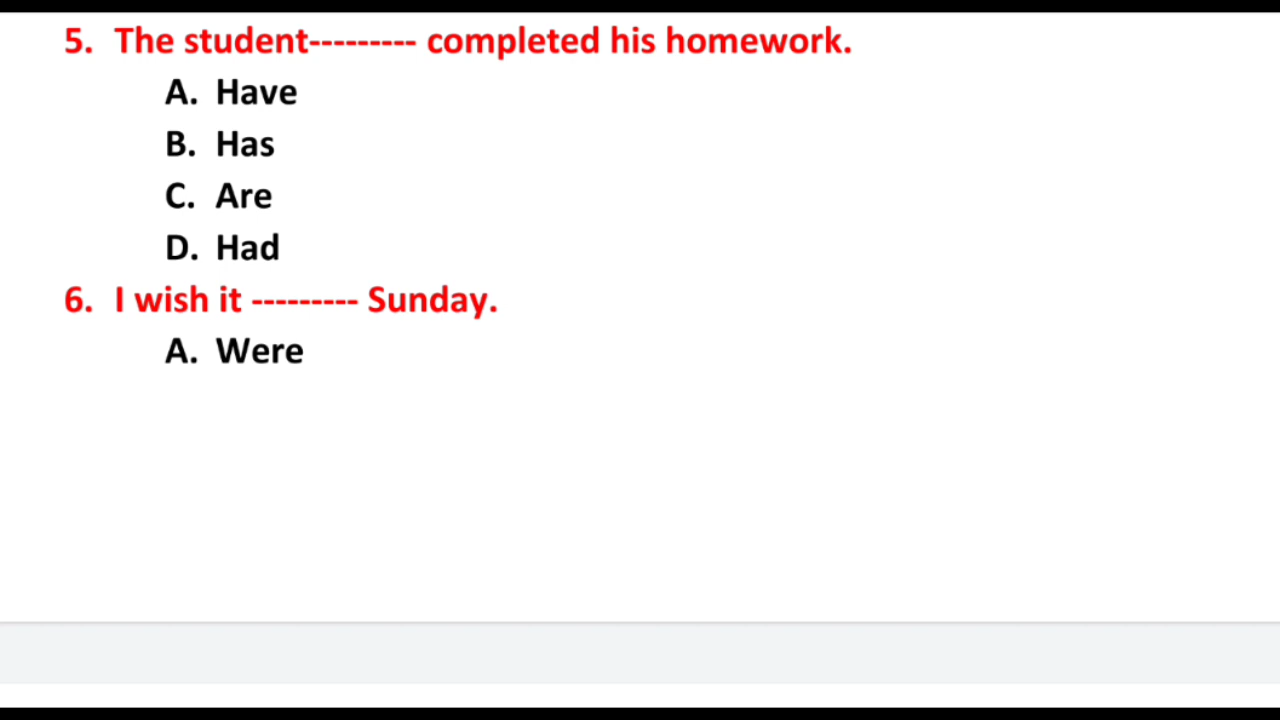 5. The student--------- completed his homework.
A. Have
B. Has
C. Are
D. Had
6. I wish it --------- Sunday.
A. Were